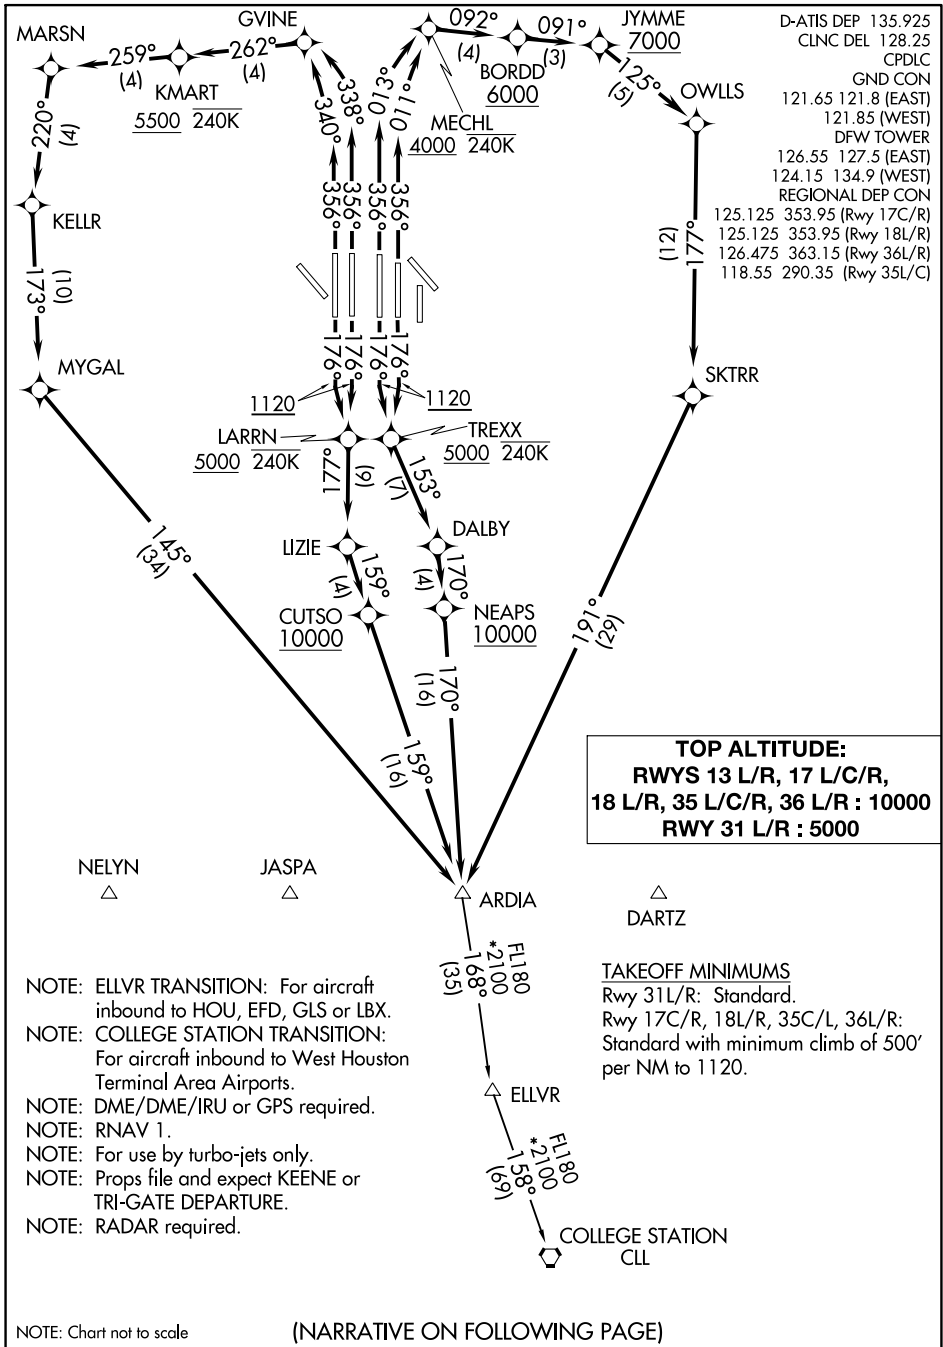 MARSN
GVINE
JYMME
7000
D-ATIS DEP 135.925
CLNC DEL 128.25
CPDLC
GND CON
121.65 121.8 (EAST)
121.85 (WEST)
DFW TOWER
126.55 127.5 (EAST)
124.15 134.9 (WEST)
REGIONAL DEP CON
125.125 353.95 (Rwy 17C/R)
125.125 353.95 (Rwy 18L/R)
126.475 363.15 (Rwy 36L/R)
118.55 290.35 (Rwy 35L/C)
259°
(4)
262°
(4)
KMART
5500 240K
092°
(4)
091°
(3)
BORDD
6000
125°
(5)
OWLLS
MECHL
4000 240K
220°
(4)
340°
338°
013°
011°
356°
356°
356°
356°
KELLR
173°
(10)
177°
(12)
176°
176°
176°
176°
MYGAL
SKTRR
1120
1120
LARRN
5000 240K
TREXX
5000 240K
177°
(6)
153°
(7)
LIZIE
DALBY
159°
(4)
170°
(4)
CUTSO
10000
NEAPS
10000
145°
(34)
191°
(29)
170°
(16)
159°
(16)
TOP ALTITUDE:
RWYS 13 L/R, 17 L/C/R,
18 L/R, 35 L/C/R, 36 L/R : 10000
RWY 31 L/R : 5000
NELYN
JASPA
ARDIA
DARTZ
FL180
*2100
168°
(35)
NOTE: ELLVR TRANSITION: For aircraft
inbound to HOU, EFD, GLS or LBX.
NOTE: COLLEGE STATION TRANSITION:
For aircraft inbound to West Houston
Terminal Area Airports.
NOTE: DME/DME/IRU or GPS required.
NOTE: RNAV 1.
NOTE: For use by turbo-jets only.
NOTE: Props file and expect KEENE or
TRI-GATE DEPARTURE.
NOTE: RADAR required.
TAKEOFF MINIMUMS
Rwy 31L/R: Standard.
Rwy 17C/R, 18L/R, 35C/L, 36L/R:
Standard with minimum climb of 500'
per NM to 1120.
ELLVR
FL180
*2100
158°
(69)
COLLEGE STATION
CLL
NOTE: Chart not to scale
(NARRATIVE ON FOLLOWING PAGE)